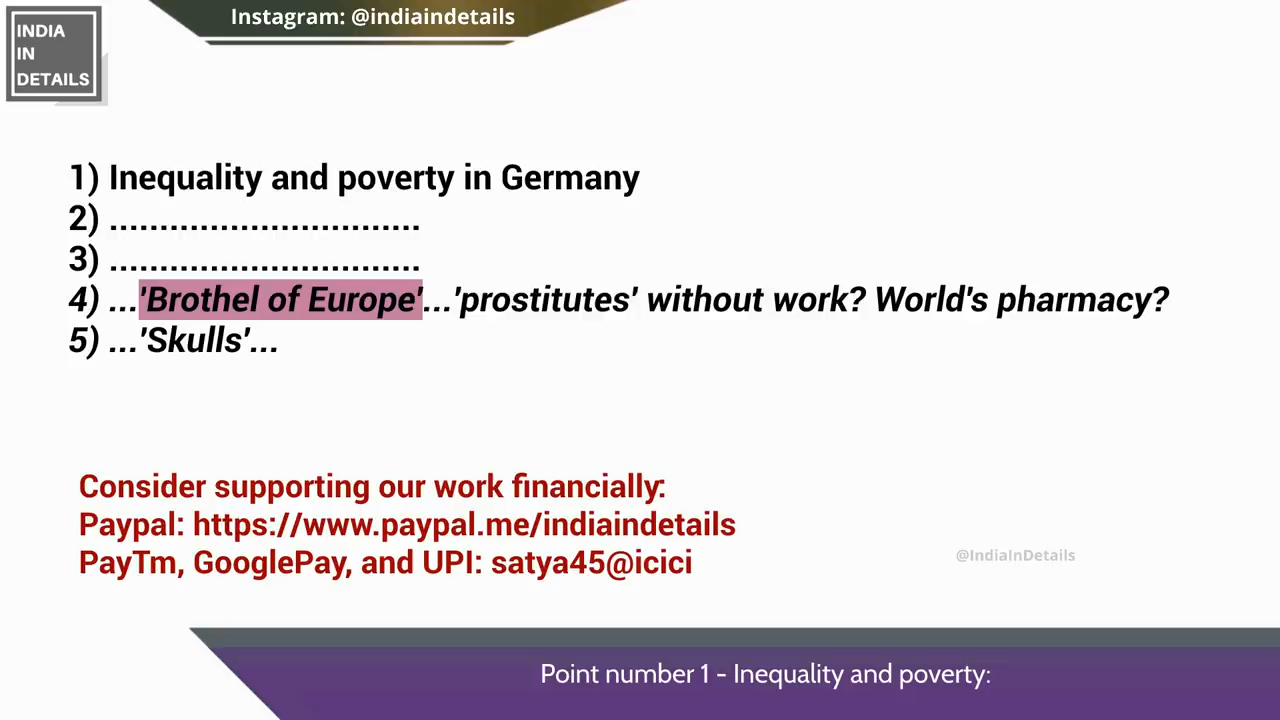 Instagram: @indiaindetails
INDIA
IN
DETAILS
1) Inequality and poverty in Germany
2) ...............................
3) ...............................
4) ...'Brothel of Europe'...'prostitutes' without work? World's pharmacy?
5) ...'Skulls'...
Consider supporting our work financially:
Paypal: https://www.paypal.me/indiaindetails
PayTm, GooglePay, and UPI: satya45@icici
@IndiaInDetails
Point number 1 - Inequality and poverty: